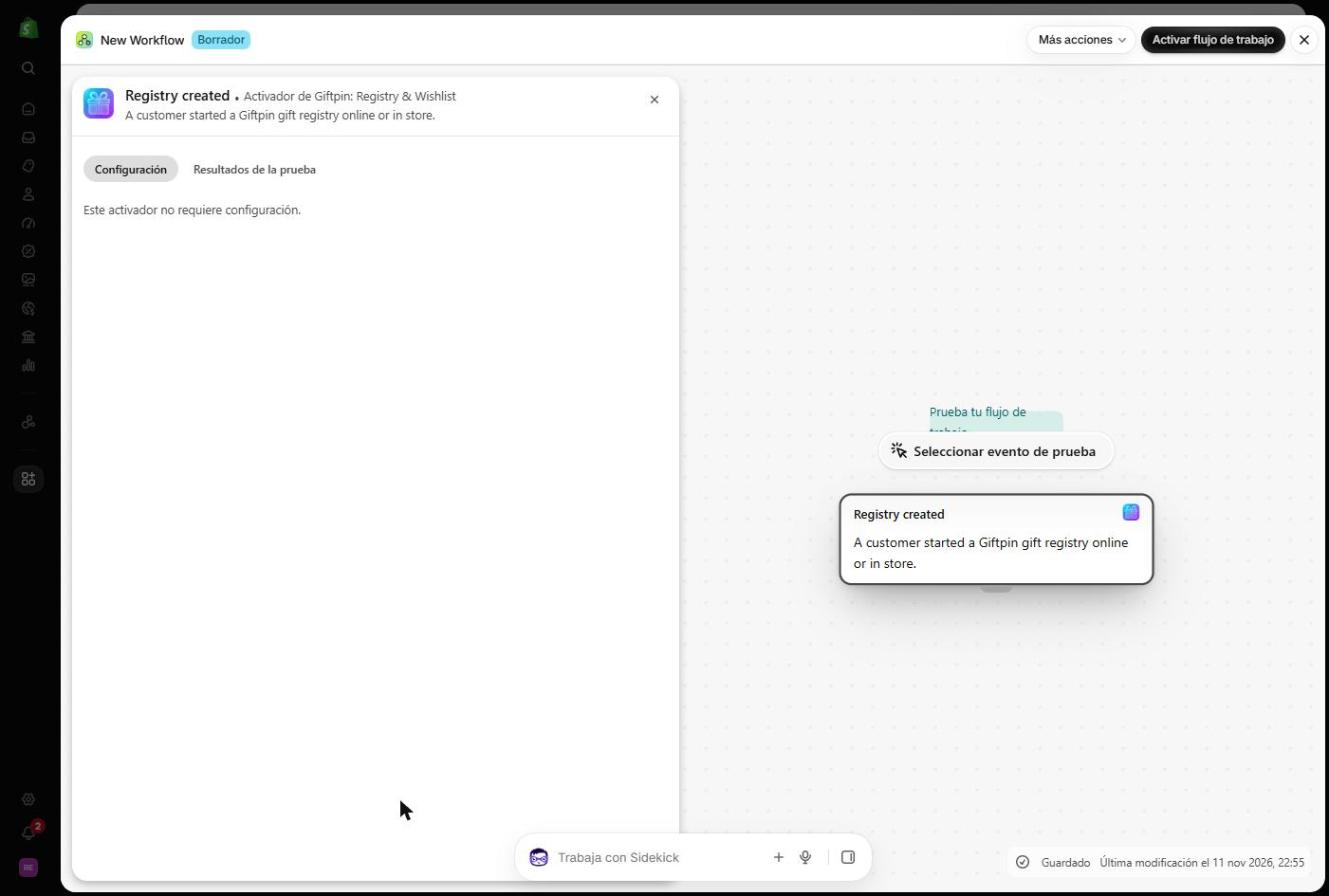 New Workflow Borrador Más acciones Activar flujo de trabajo
Registry created • Activador de Giftpin: Registry & Wishlist
A customer started a Giftpin gift registry online or in store.
Configuración Resultados de la prueba
Este activador no requiere configuración.
Prueba tu flujo de
trabajo
Seleccionar evento de prueba
Registry created
A customer started a Giftpin gift registry online
or in store.
2
RE
Trabaja con Sidekick
Guardado Última modificación el 11 nov 2026, 22:55